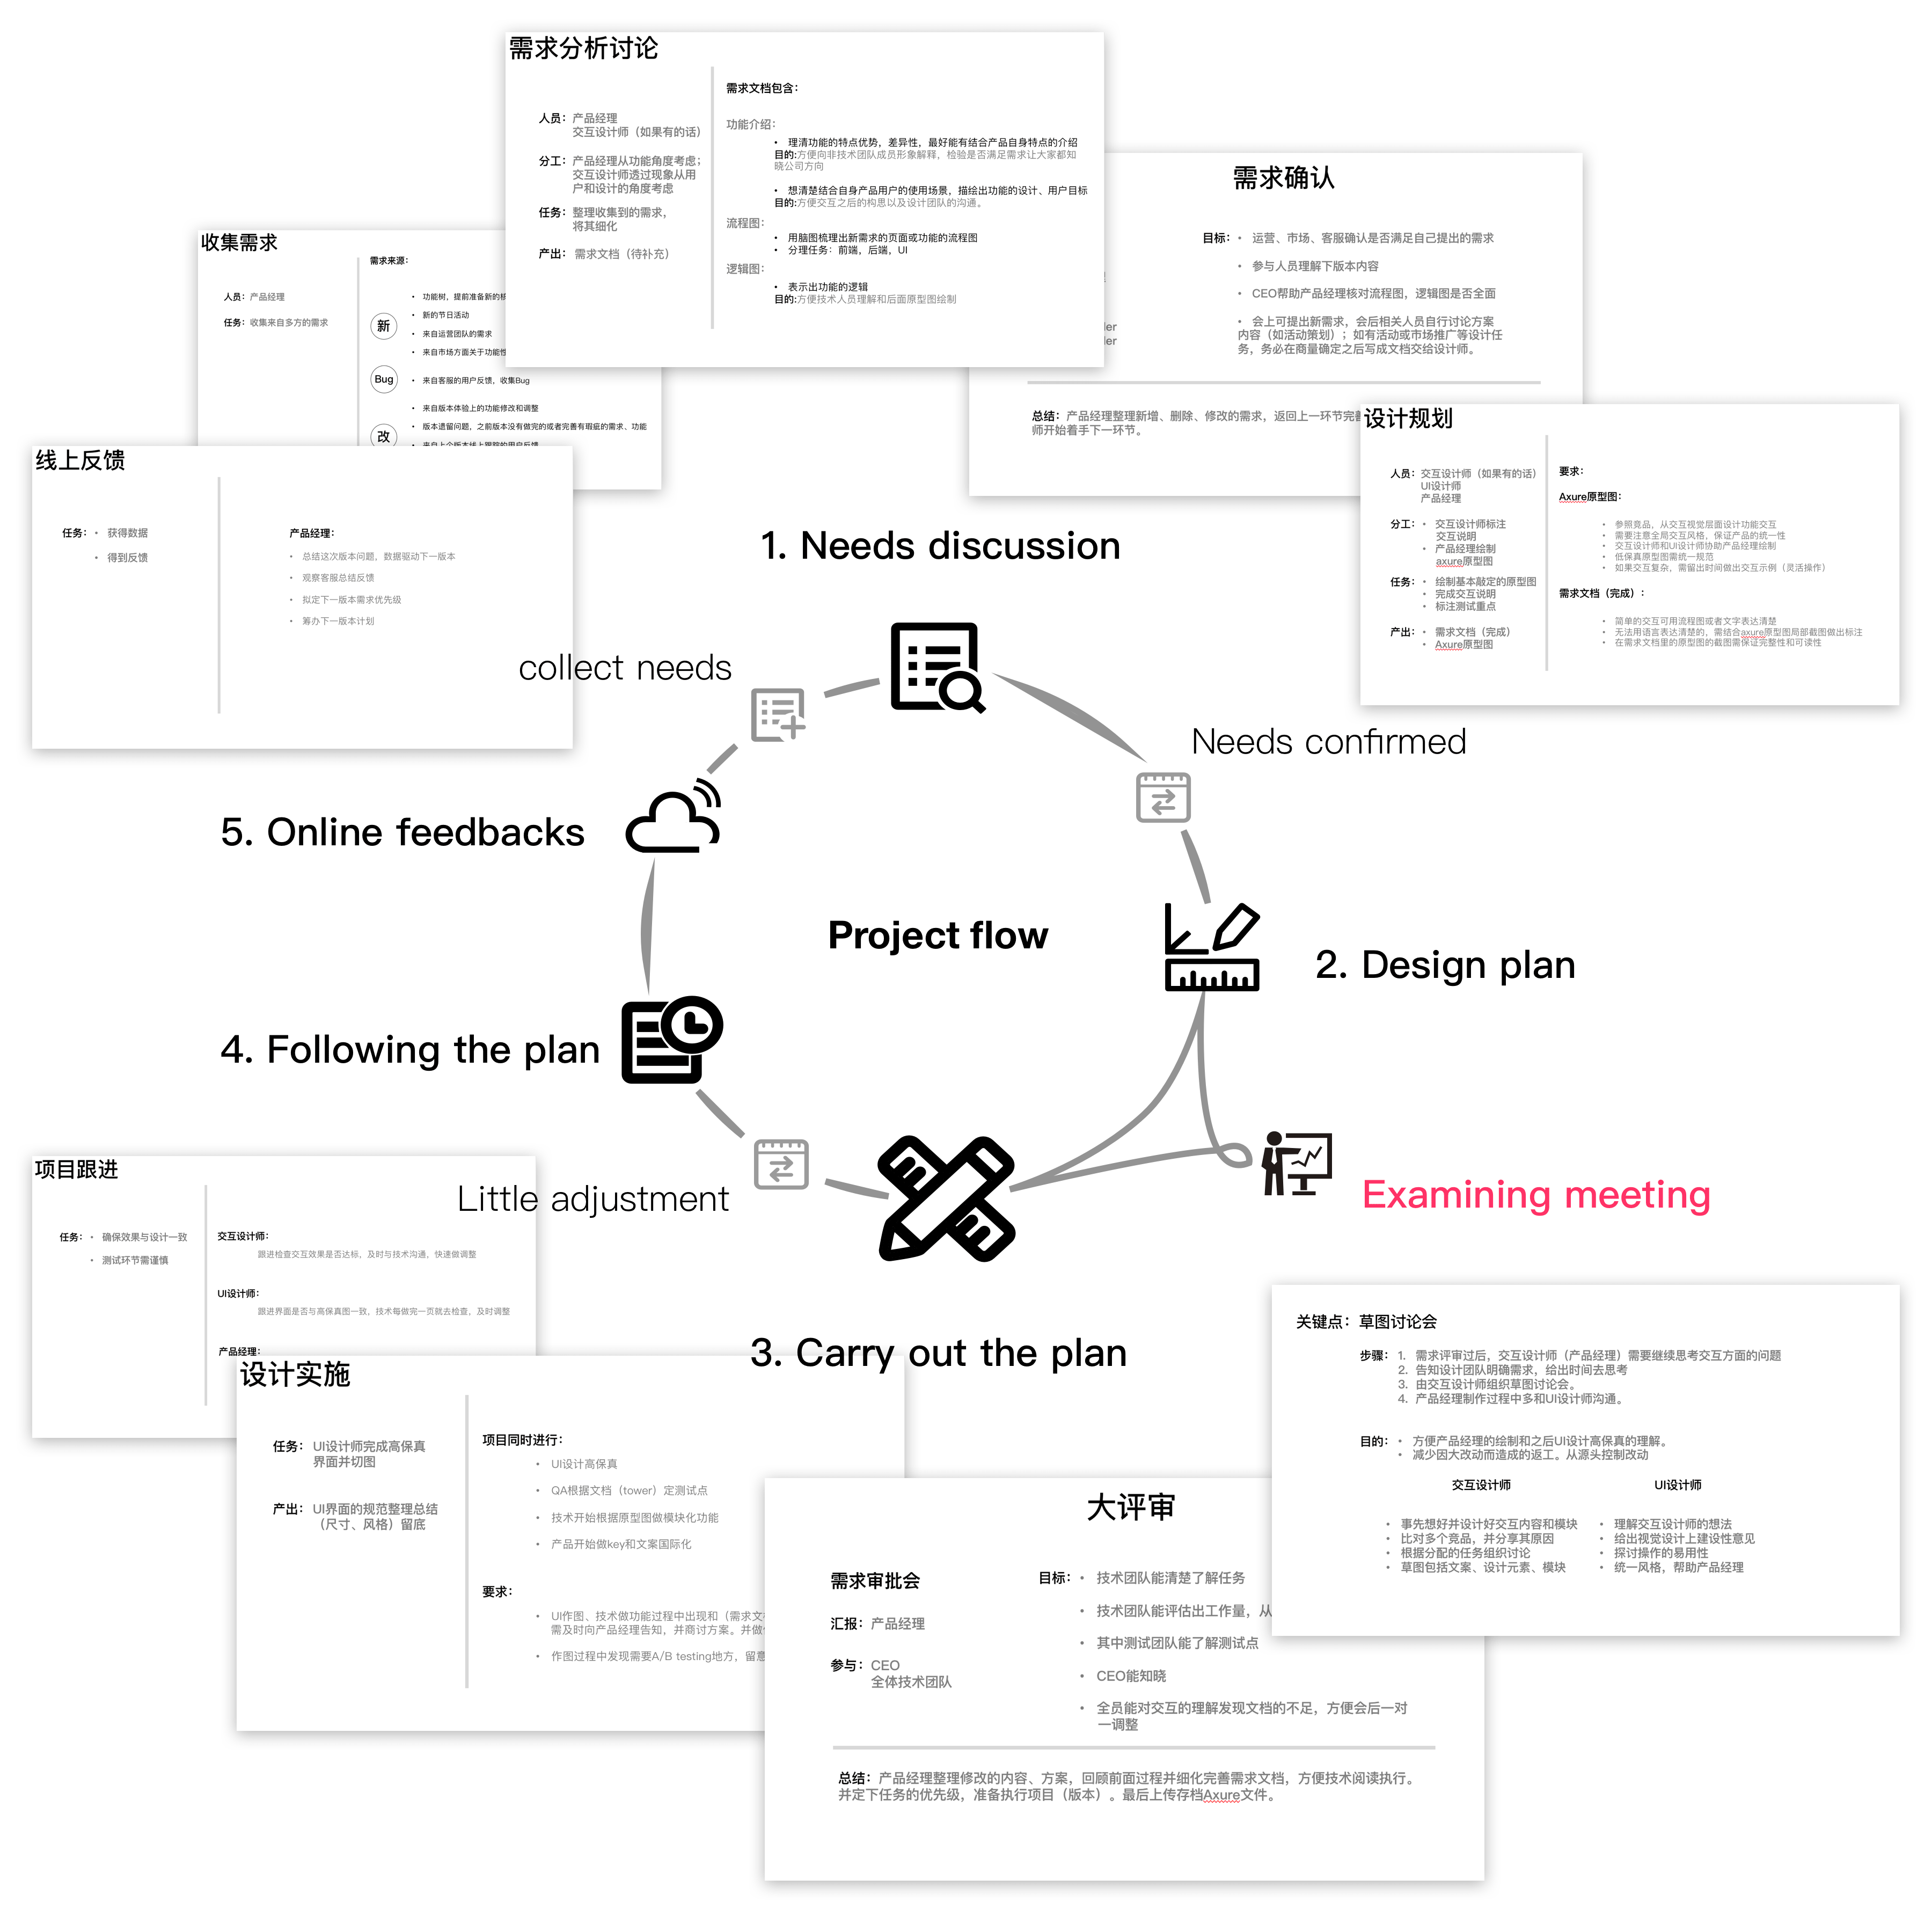 需求分析讨论
人员：产品经理
交互设计师（如果有的话）
分工：产品经理从功能角度考虑；
交互设计师透过现象从用
户和设计的角度考虑
任务：整理收集到的需求，
将其细化
产出：需求文档（待补充）
需求文档包含：
功能介绍：
• 理清功能的特点优势，差异性，最好能有结合产品自身特点的介绍
目的:方便向非技术团队成员形象解释，检验是否满足需求让大家都知
晓公司方向
• 想清楚结合自身产品用户的使用场景，描绘出功能的设计、用户目标
目的:方便交互之后的构思以及设计团队的沟通。
流程图：
• 用脑图梳理出新需求的页面或功能的流程图
• 分理任务：前端，后端，UI
逻辑图：
• 表示出功能的逻辑
目的:方便技术人员理解和后面原型图绘制
需求确认
der
der
目标：• 运营、市场、客服确认是否满足自己提出的需求
• 参与人员理解下版本内容
• CEO帮助产品经理核对流程图，逻辑图是否全面
• 会上可提出新需求，会后相关人员自行讨论方案
内容（如活动策划）；如有活动或市场推广等设计任
务，务必在商量确定之后写成文档交给设计师。
总结：产品经理整理新增、删除、修改的需求，返回上一环节完
师开始着手下一环节。
收集需求
人员：产品经理
任务：收集来自多方的需求
需求来源：
新
• 功能树，提前准备新的
• 新的节日活动
• 来自运营团队的需求
• 来自市场方面关于功能性
Bug
• 来自客服的用户反馈，收集Bug
改
• 来自版本体验上的功能修改和调整
• 版本遗留问题，之前版本没有做完的或者完善有瑕疵的需求、功能
• 来自上个版本线上跟踪的用户反馈
设计规划
人员：交互设计师（如果有的话）
UI设计师
产品经理
分工：• 交互设计师标注
交互说明
• 产品经理绘制
axure原型图
任务：• 绘制基本敲定的原型图
• 完成交互说明
• 标注测试重点
产出：• 需求文档（完成）
• Axure原型图
要求：
Axure原型图：
• 参照竟品，从交互视觉层面设计功能交互
• 需要注意全局交互风格，保证产品的统一性
• 交互设计师和UI设计师协助产品经理绘制
• 低保真原型图需统一规范
• 如果交互复杂，需留出时间做出交互示例（灵活操作）
需求文档（完成）：
• 简单的交互可用流程图或者文字表达清楚
• 无法用语言表达清楚的，需结合axure原型图局部截图做出标注
• 在需求文档里的原型图的截图需保证完整性和可读性
线上反馈
任务：• 获得数据
• 得到反馈
产品经理：
• 总结这次版本问题，数据驱动下一版本
• 观察客服总结反馈
• 拟定下一版本需求优先级
• 筹办下一版本计划
1. Needs discussion
collect needs
Needs confirmed
5. Online feedbacks
Project flow
2. Design plan
4. Following the plan
Little adjustment
Examining meeting
3. Carry out the plan
项目跟进
任务：• 确保效果与设计一致
• 测试环节需谨慎
交互设计师：
跟进检查交互效果是否达标，及时与技术沟通，快速做调整
UI设计师：
跟进界面是否与高保真图一致，技术每做完一页就去检查，及时调整
产品经理：
设计实施
任务：UI设计师完成高保真
界面并切图
产出：UI界面的规范整理总结
（尺寸、风格）留底
项目同时进行：
• UI设计高保真
• QA根据文档（tower）定测试点
• 技术开始根据原型图做模块化功能
• 产品开始做key和文案国际化
要求：
• UI作图、技术做功能过程中出现和（需求文
需及时向产品经理告知，并商讨方案。并做
• 作图过程中发现需要A/B testing地方，留意
大评审
需求审批会
汇报：产品经理
参与：CEO
全体技术团队
目标：• 技术团队能清楚了解任务
• 技术团队能评估出工作量，从
• 其中测试团队能了解测试点
• CEO能知晓
• 全员能对交互的理解发现文档的不足，方便会后一对
一调整
总结：产品经理整理修改的内容、方案，回顾前面过程并细化完善需求文档，方便技术阅读执行。
并定下任务的优先级，准备执行项目（版本）。最后上传存档Axure文件。
关键点：草图讨论会
步骤：1. 需求评审过后，交互设计师（产品经理）需要继续思考交互方面的问题
2. 告知设计团队明确需求，给出时间去思考
3. 由交互设计师组织草图讨论会。
4. 产品经理制作过程中多和UI设计师沟通。
目的：• 方便产品经理的绘制和之后UI设计高保真的理解。
• 减少因大改动而造成的返工。从源头控制改动
交互设计师
• 事先想好并设计好交互内容和模块
• 比对多个竞品，并分享其原因
• 根据分配的任务组织讨论
• 草图包括文案、设计元素、模块
UI设计师
• 理解交互设计师的想法
• 给出视觉设计上建设性意见
• 探讨操作的易用性
• 统一风格，帮助产品经理